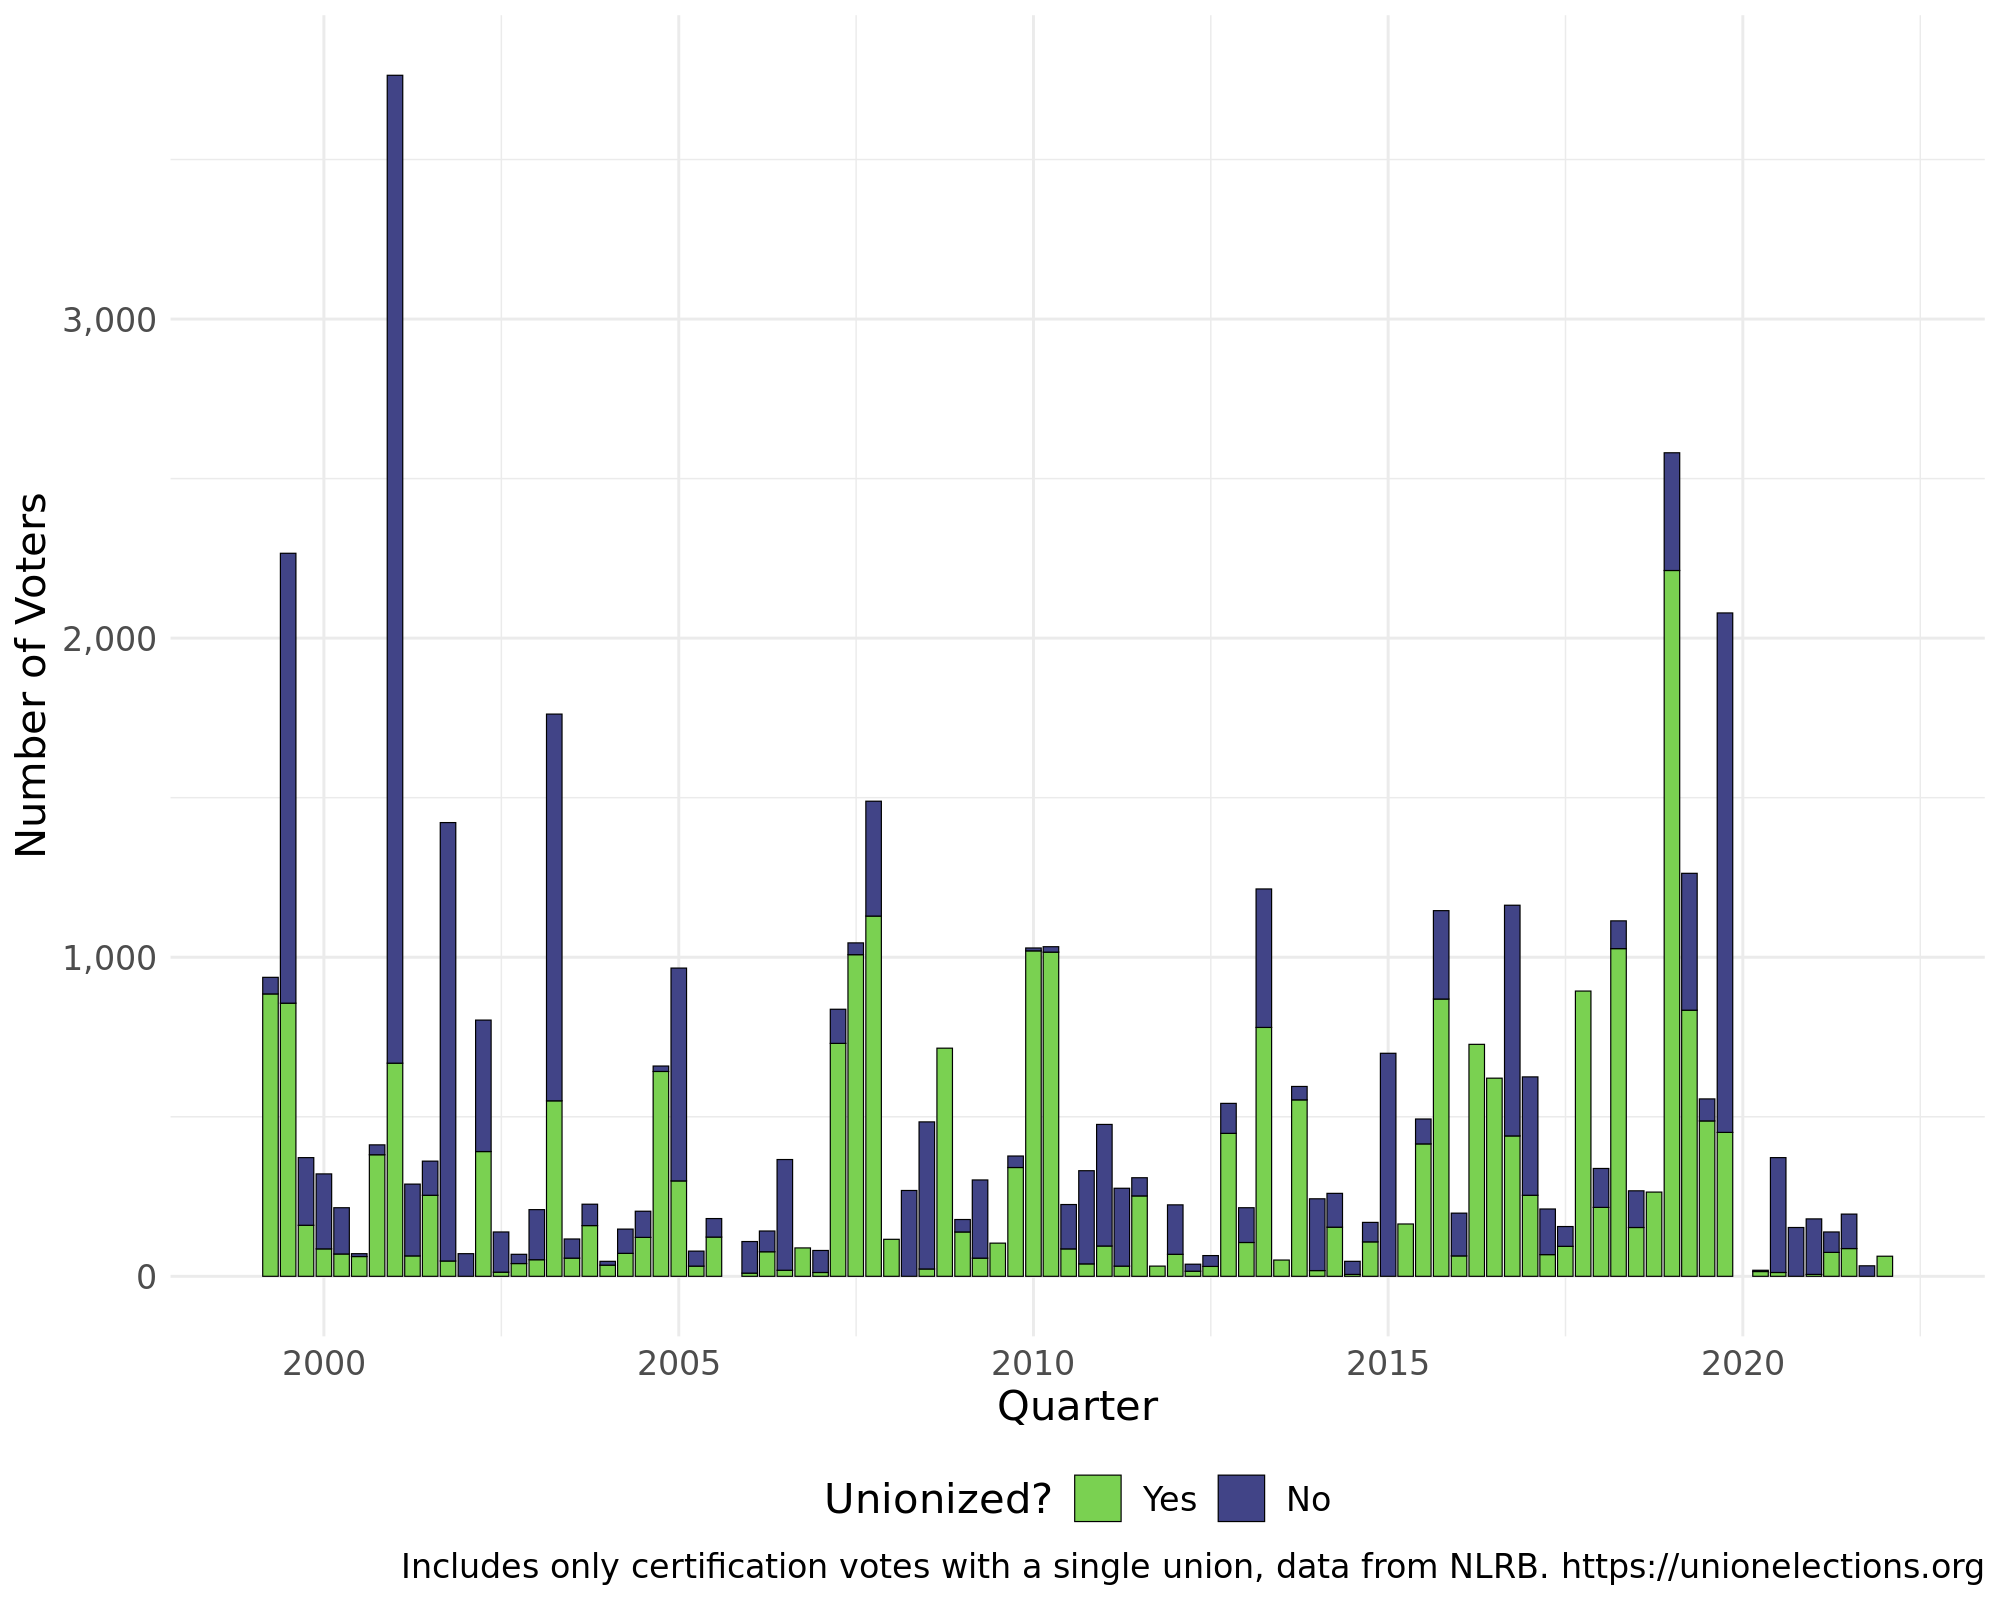 Number of Voters
3,000
2,000
1,000
0
2000 2005 2010 2015 2020
Quarter
Unionized? Yes No
Includes only certification votes with a single union, data from NLRB. https://unionelections.org